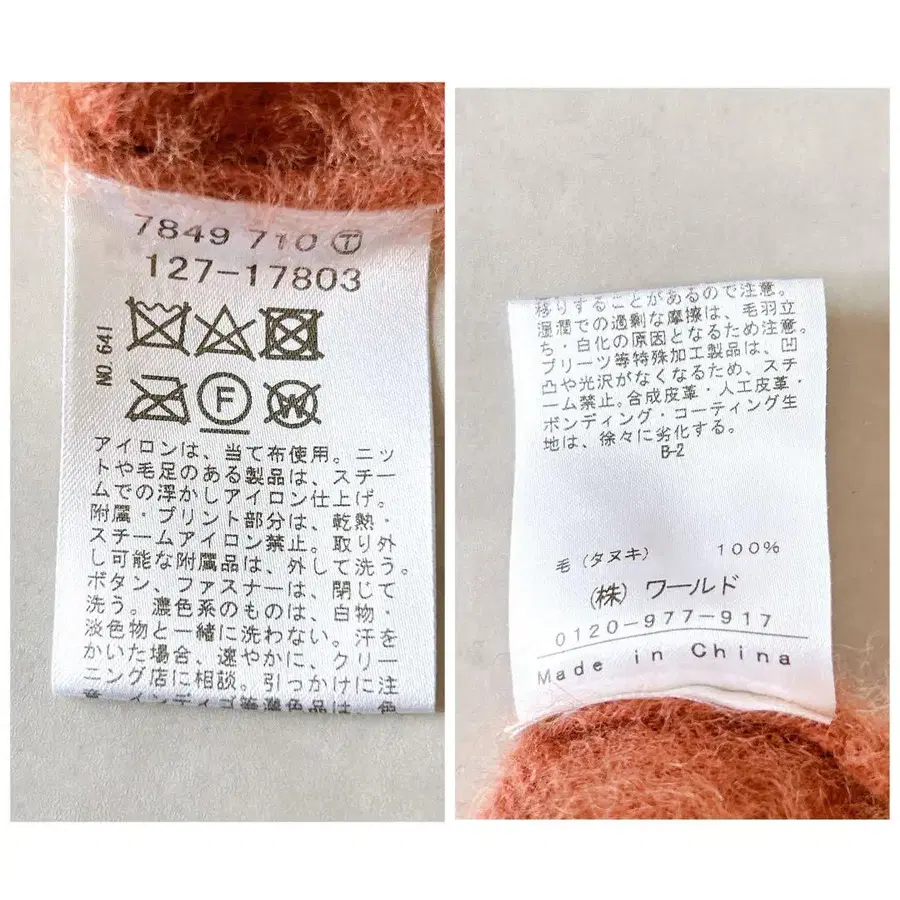 7849 710 Ⓣ
127-17803
NO.641
F
W
アイロンは、当て布使用。ニッ
トや毛足のある製品は、スチー
ムでの浮かしアイロン仕上げ。
附属・プリント部分は、乾熱・
スチームアイロン禁止。取り外
し可能な附属品は、外して洗う。
ボタン、ファスナーは、閉じて
洗う。濃色系のものは、白物・
淡色物と一緒に洗わない。汗を
かいた場合、速やかに、クリー
ニング店に相談。引っかけに注
意。インディゴ等濃色品は、色
移りすることがあるので注意。
湿潤での過剰な摩擦は、毛羽立
ち・白化の原因となるため注意。
プリーツ等特殊加工製品は、凹
凸や光沢がなくなるため、スチ
ーム禁止。合成皮革・人工皮革・
ボンディング・コーティング生
地は、徐々に劣化する。
B-2
毛（タヌキ） 100%
（株）ワールド
0120-977-917
Made in China